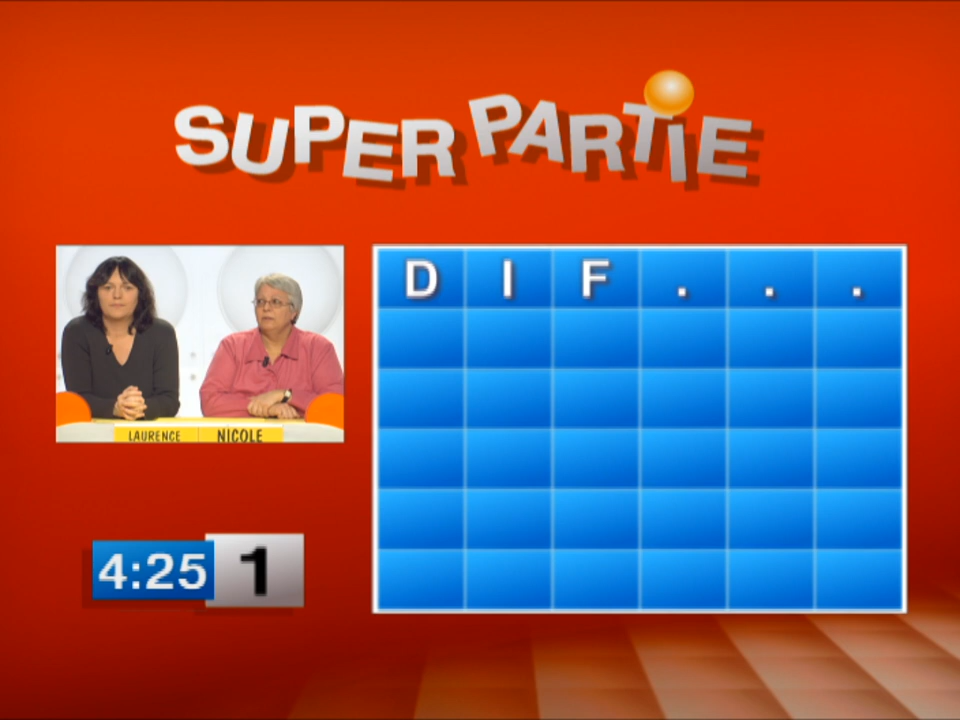 SUPER PARTIE
D I F . . .
LAURENCE NICOLE
4:25 1